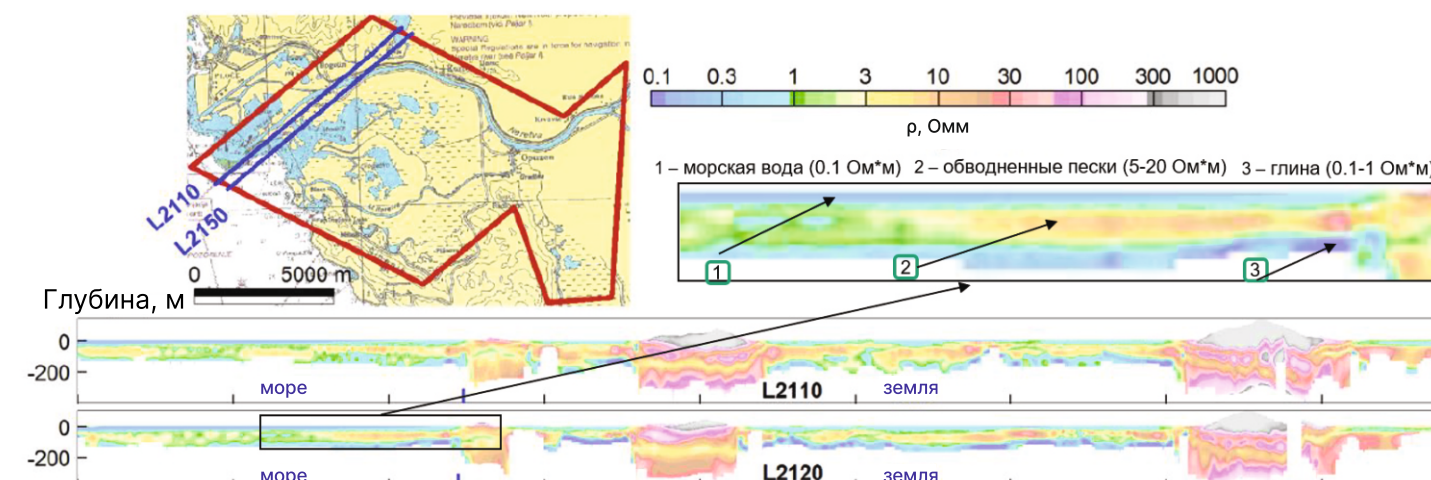 WARNING
0.1 0.3 1 3 10 30 100 300 1000
ρ, Омм
1 – морская вода (0.1 Ом*м) 2 – обводненные пески (5-20 Ом*м) 3 – глина (0.1-1 Ом*м)
1
2
3
Opuzen
L2110
L2150
0 5000 m
Глубина, м
0
-200
море
L2110
земля
0
-200
море
L2120
земля